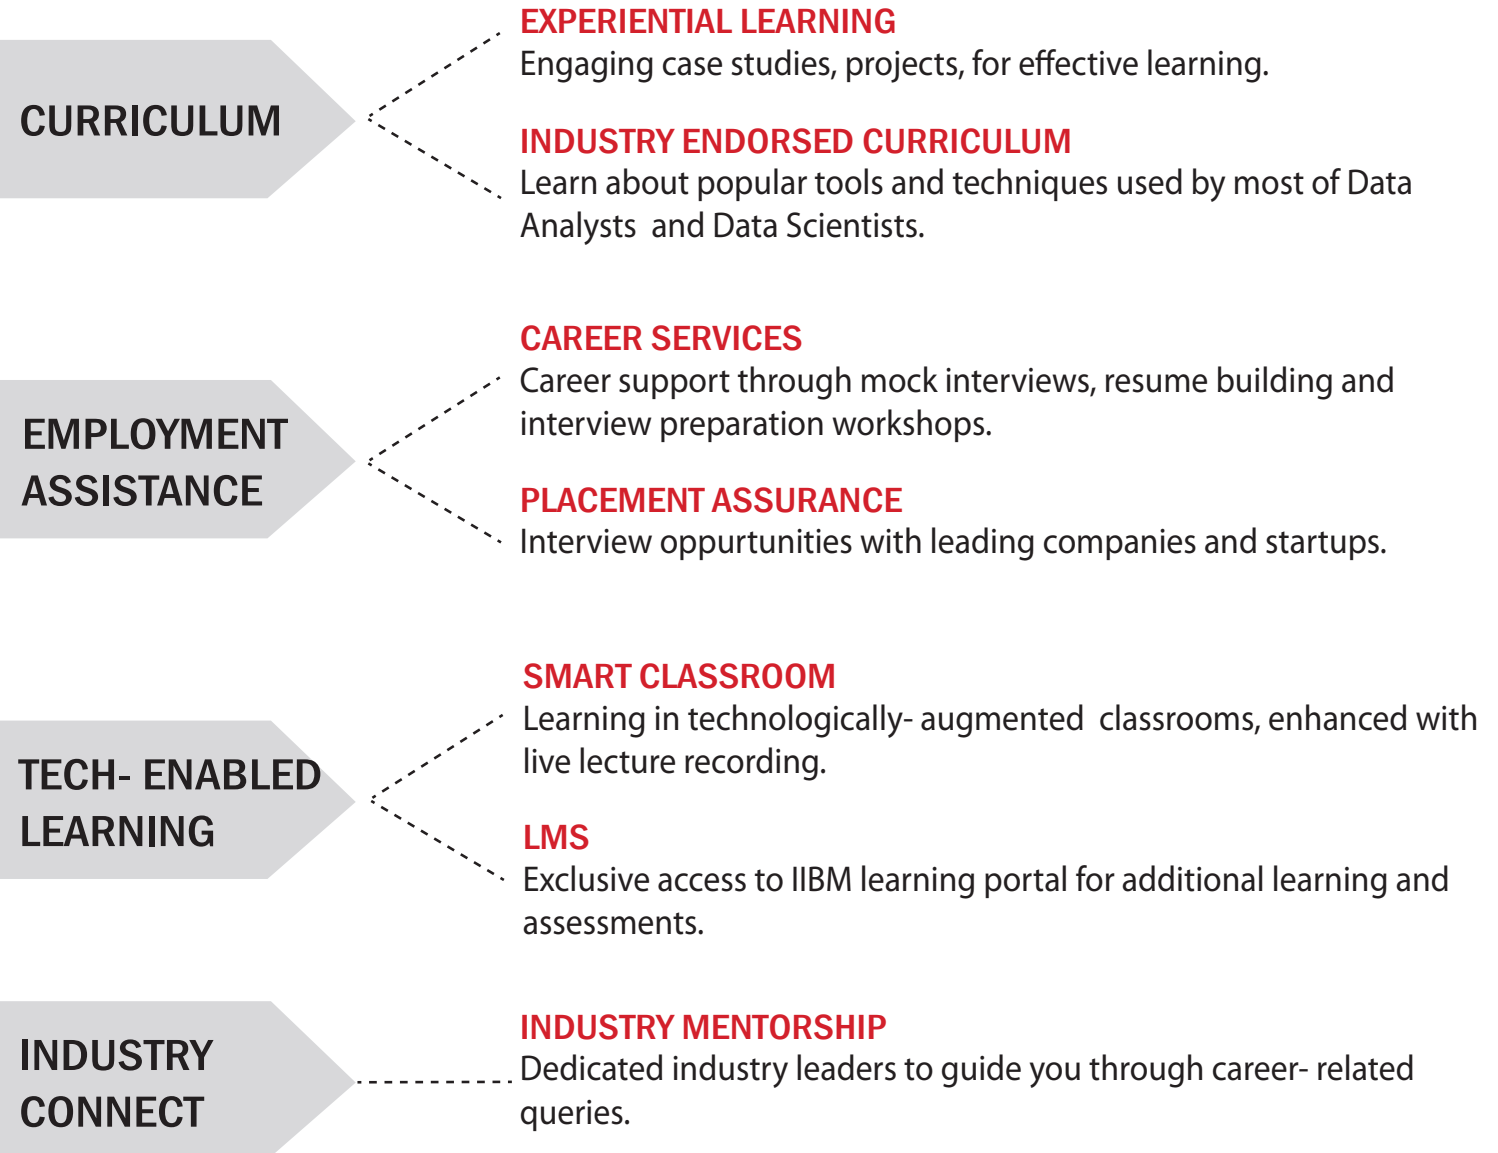 CURRICULUM
EXPERIENTIAL LEARNING
Engaging case studies, projects, for effective learning.
INDUSTRY ENDORSED CURRICULUM
Learn about popular tools and techniques used by most of Data
Analysts  and Data Scientists.
EMPLOYMENT
ASSISTANCE
CAREER SERVICES
Career support through mock interviews, resume building and
interview preparation workshops.
PLACEMENT ASSURANCE
Interview oppurtunities with leading companies and startups.
TECH- ENABLED
LEARNING
SMART CLASSROOM
Learning in technologically- augmented  classrooms, enhanced with
live lecture recording.
LMS
Exclusive access to IIBM learning portal for additional learning and
assessments.
INDUSTRY
CONNECT
INDUSTRY MENTORSHIP
Dedicated industry leaders to guide you through career- related
queries.